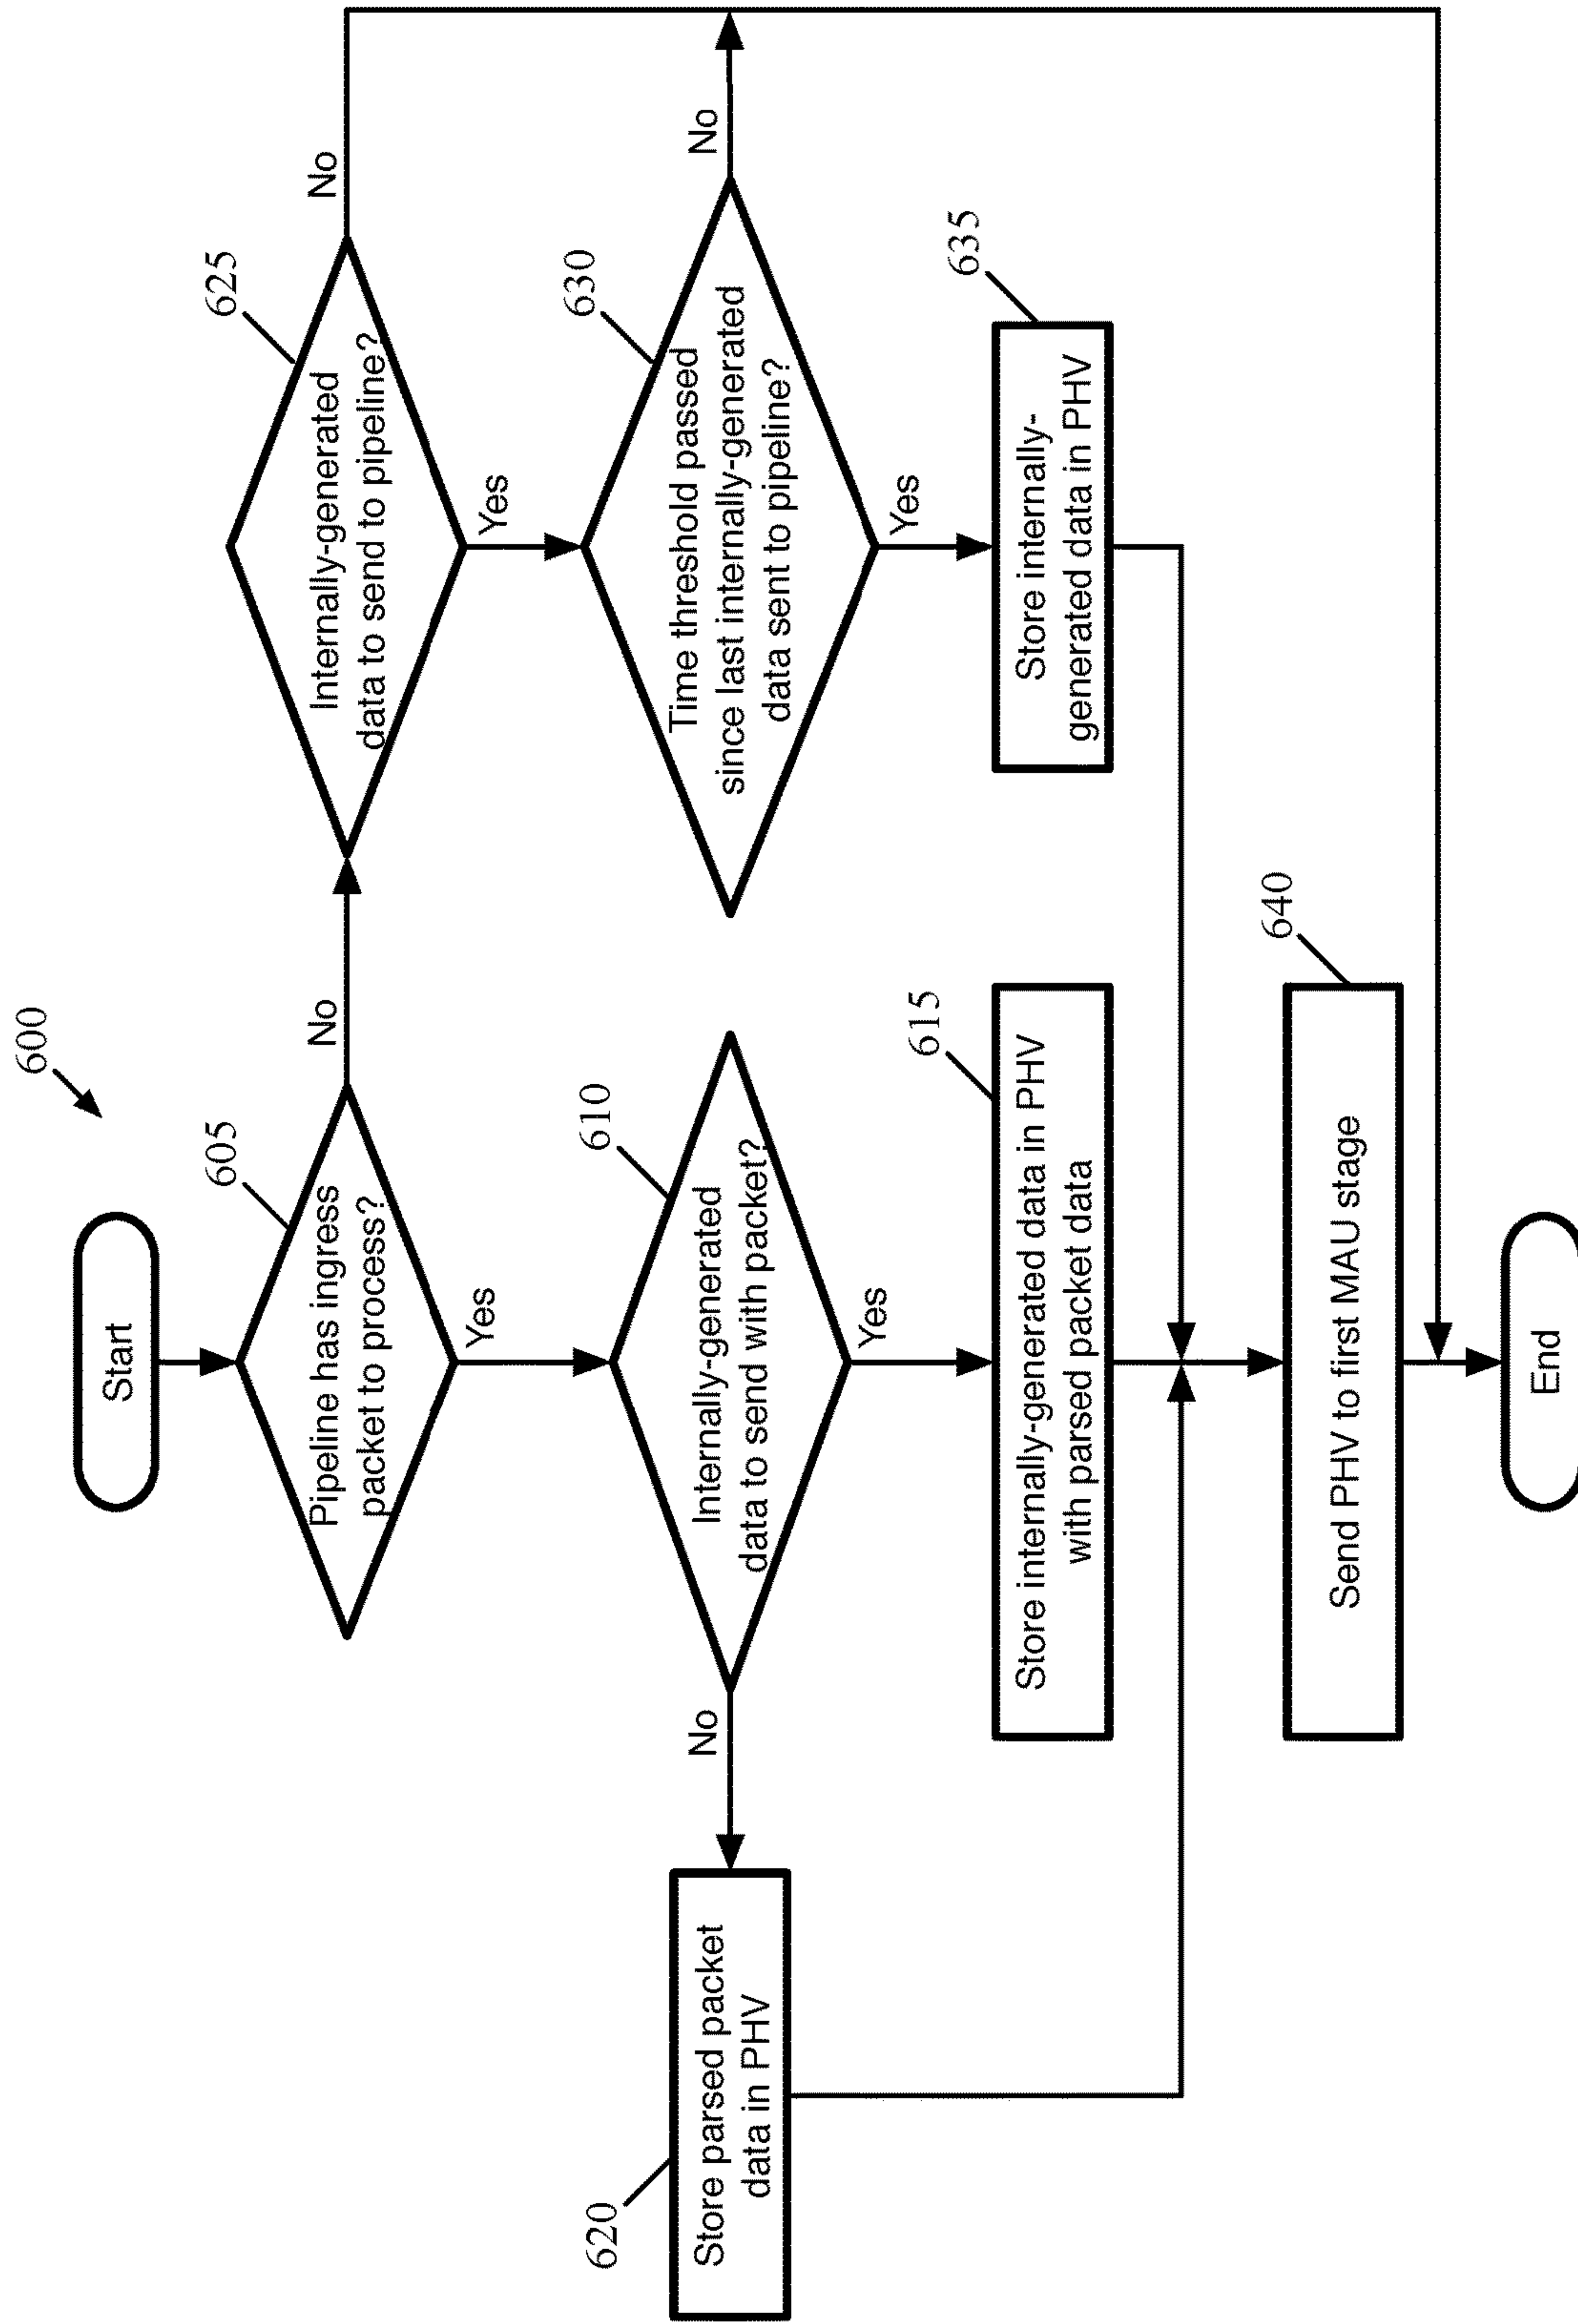 600
Start
605
Pipeline has ingress
packet to process?
No
Yes
625
Internally-generated
data to send to pipeline?
No
Yes
610
Internally-generated
data to send with packet?
No
Yes
630
Time threshold passed
since last internally-generated
data sent to pipeline?
No
Yes
620
Store parsed packet
data in PHV
615
Store internally-generated data in PHV
with parsed packet data
635
Store internally-
generated data in PHV
640
Send PHV to first MAU stage
End